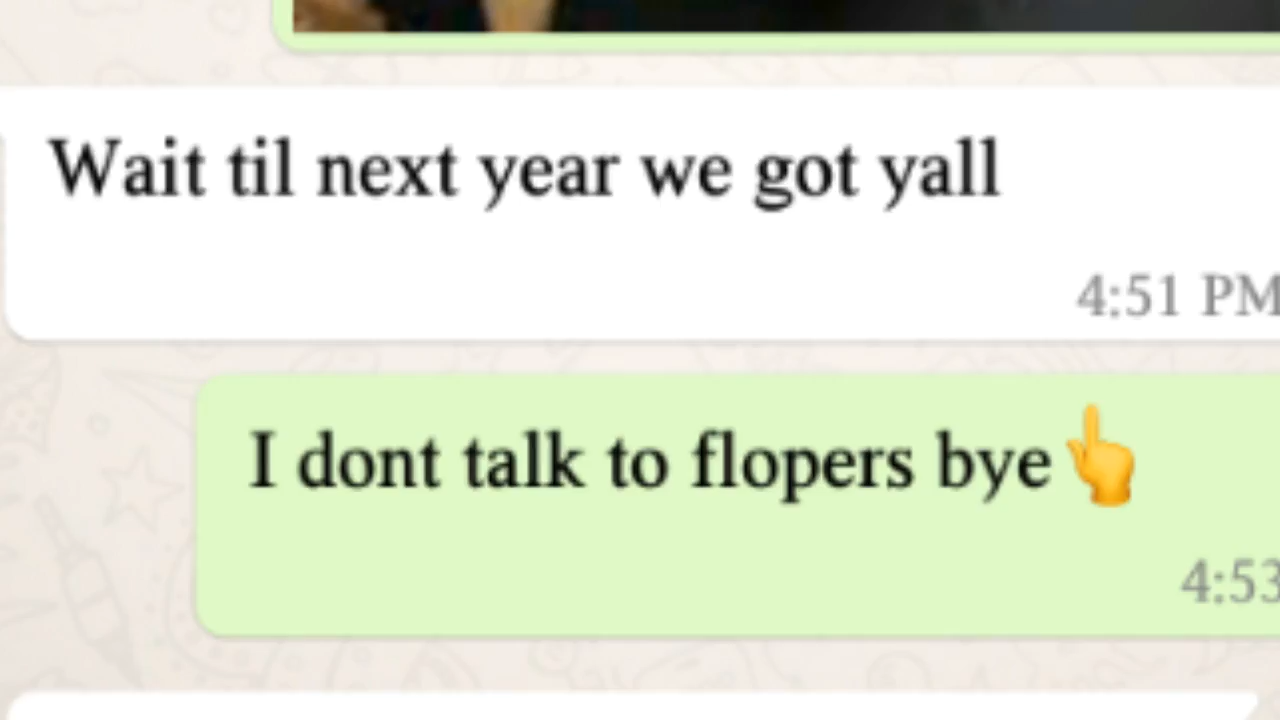 Wait til next year we got yall
4:51 PM
I dont talk to flopers bye👆
4:53